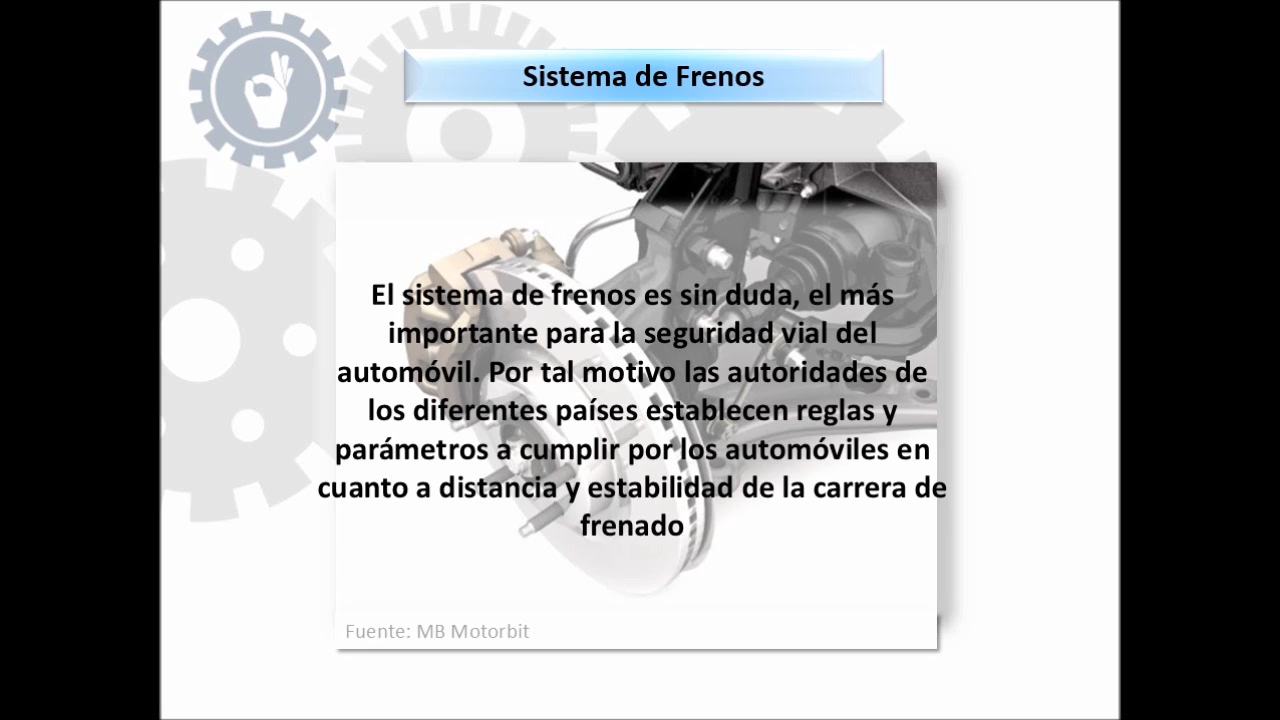 Sistema de Frenos
El sistema de frenos es sin duda, el más
importante para la seguridad vial del
automóvil. Por tal motivo las autoridades de
los diferentes países establecen reglas y
parámetros a cumplir por los automóviles en
cuanto a distancia y estabilidad de la carrera de
frenado
Fuente: MB Motorbit